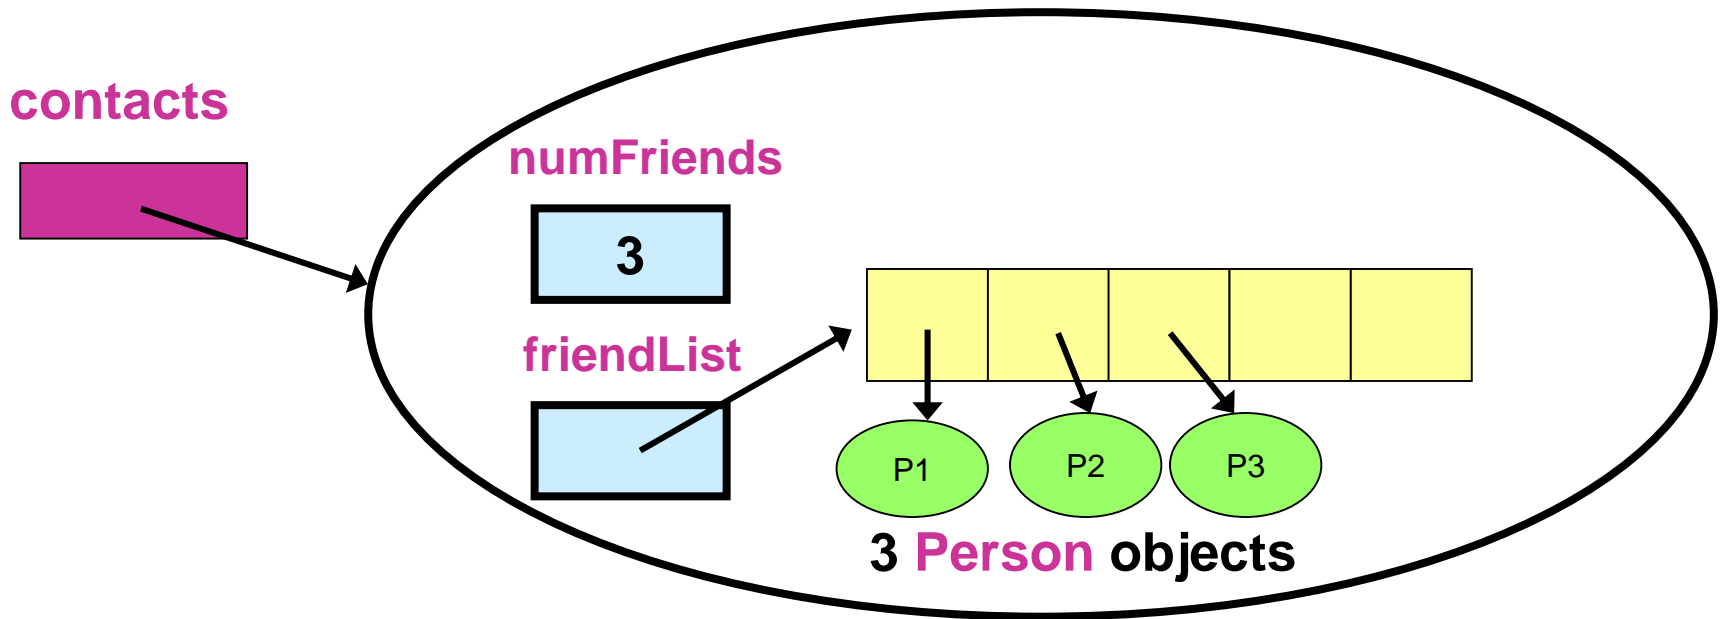 contacts
numFriends
3
friendList
P1
P2
P3
3 Person objects